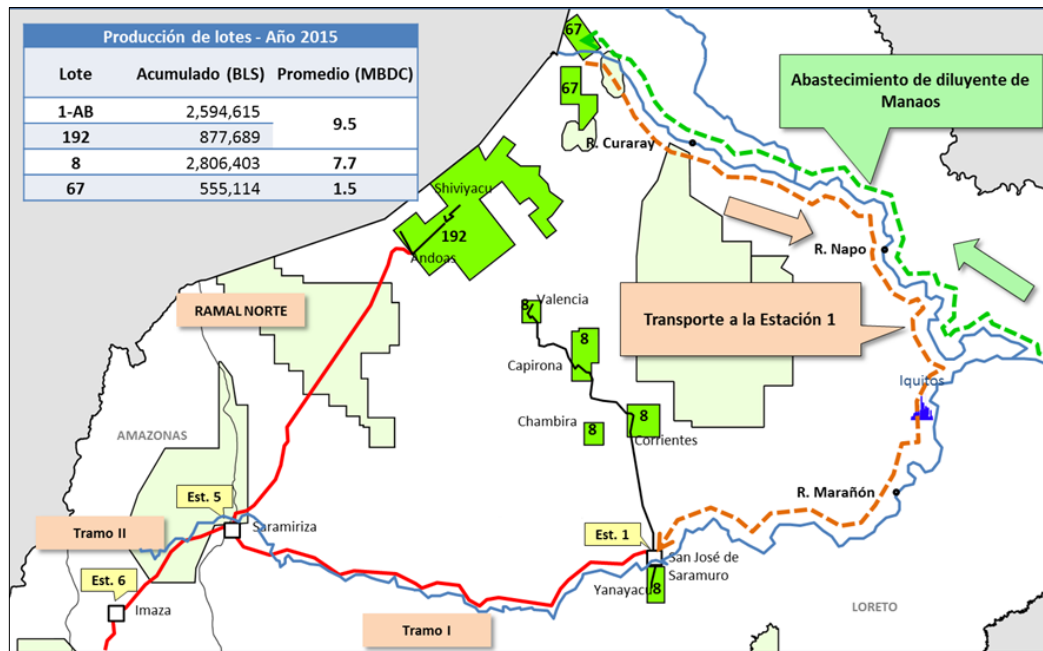 Producción de lotes - Año 2015
Lote Acumulado (BLS) Promedio (MBDC)
1-AB 2,594,615 9.5
192 877,689
8 2,806,403 7.7
67 555,114 1.5
67
67
Abastecimiento de diluyente de
Manaos
R. Curaray
Shiviyacu
192
Andoas
R. Napo
RAMAL NORTE
8
Valencia
Transporte a la Estación 1
8
Capirona
Iquitos
Chambira
8
8
Corrientes
AMAZONAS
R. Marañón
Est. 5
Saramiriza
Tramo II
Est. 1
San José de
Saramuro
Est. 6
Yanayacu
8
Imaza
LORETO
Tramo I